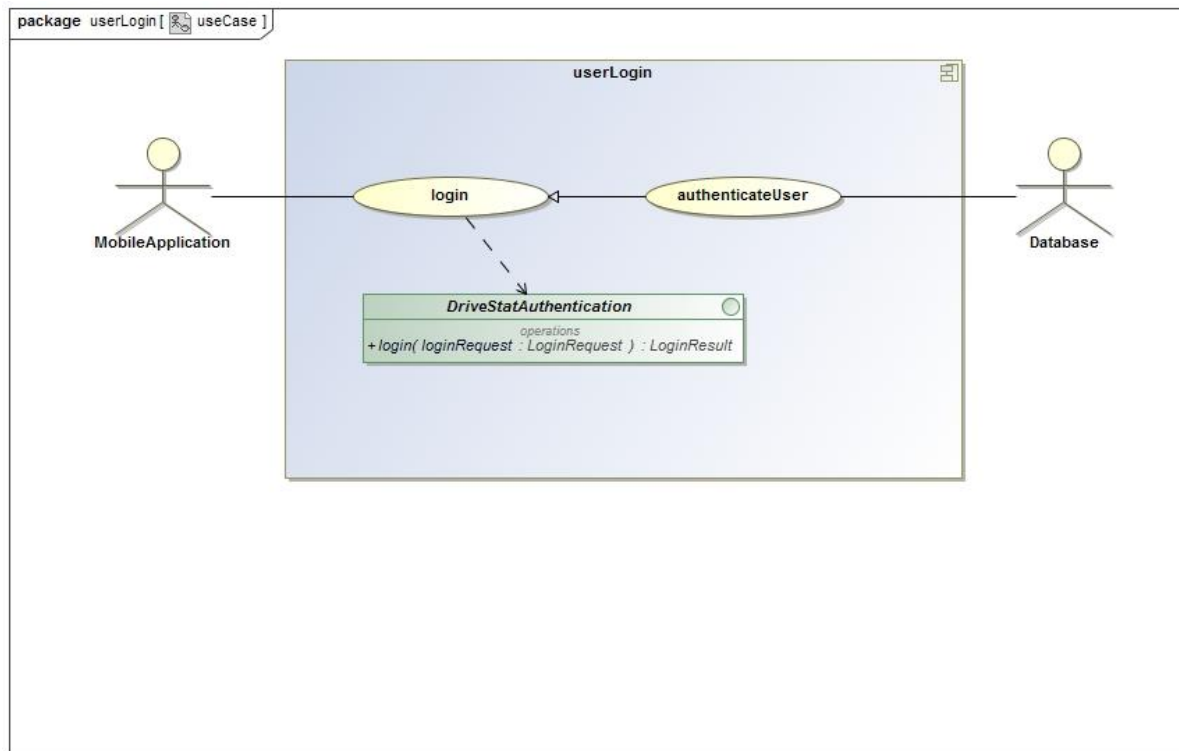 package userLogin [ useCase ]
userLogin
login
authenticateUser
MobileApplication
Database
DriveStatAuthentication
operations
+login( loginRequest : LoginRequest ) : LoginResult